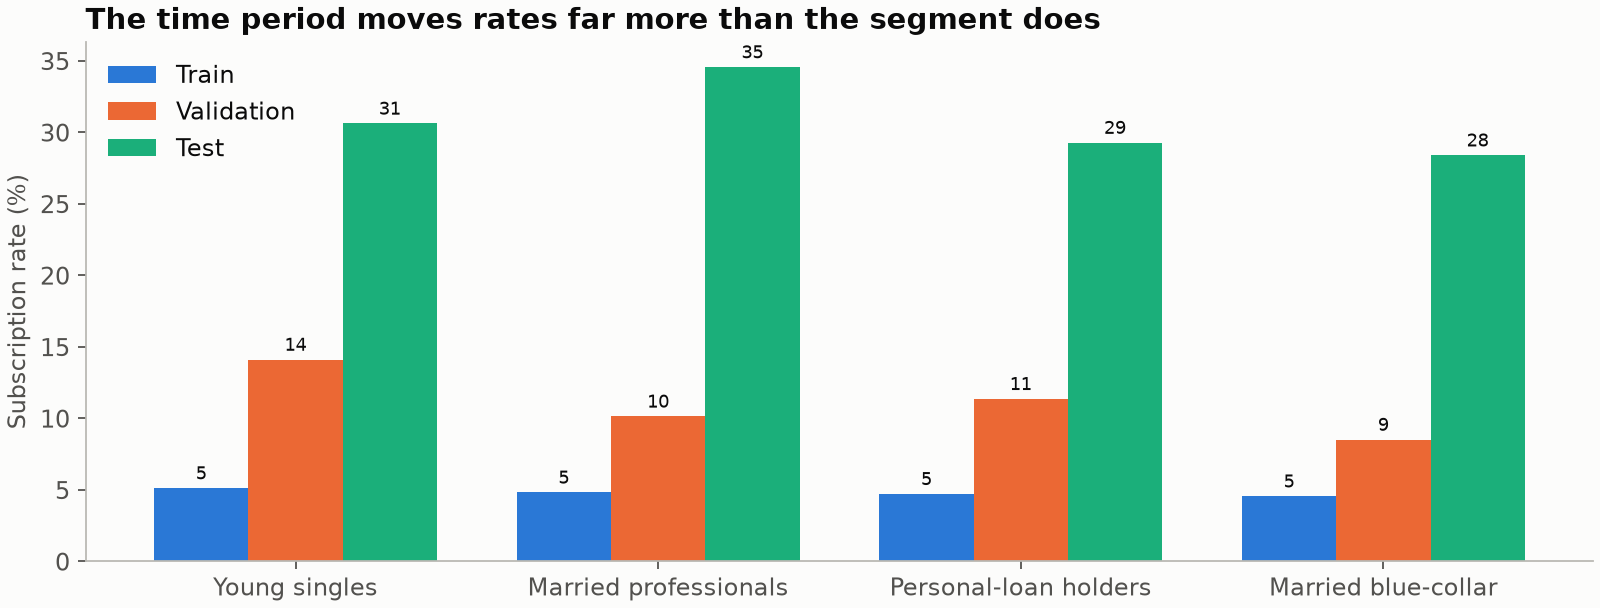 The time period moves rates far more than the segment does
Subscription rate (%)
35
30
25
20
15
10
5
0
Train
Validation
Test
5
14
31
5
10
35
5
11
29
5
9
28
Young singles
Married professionals
Personal-loan holders
Married blue-collar